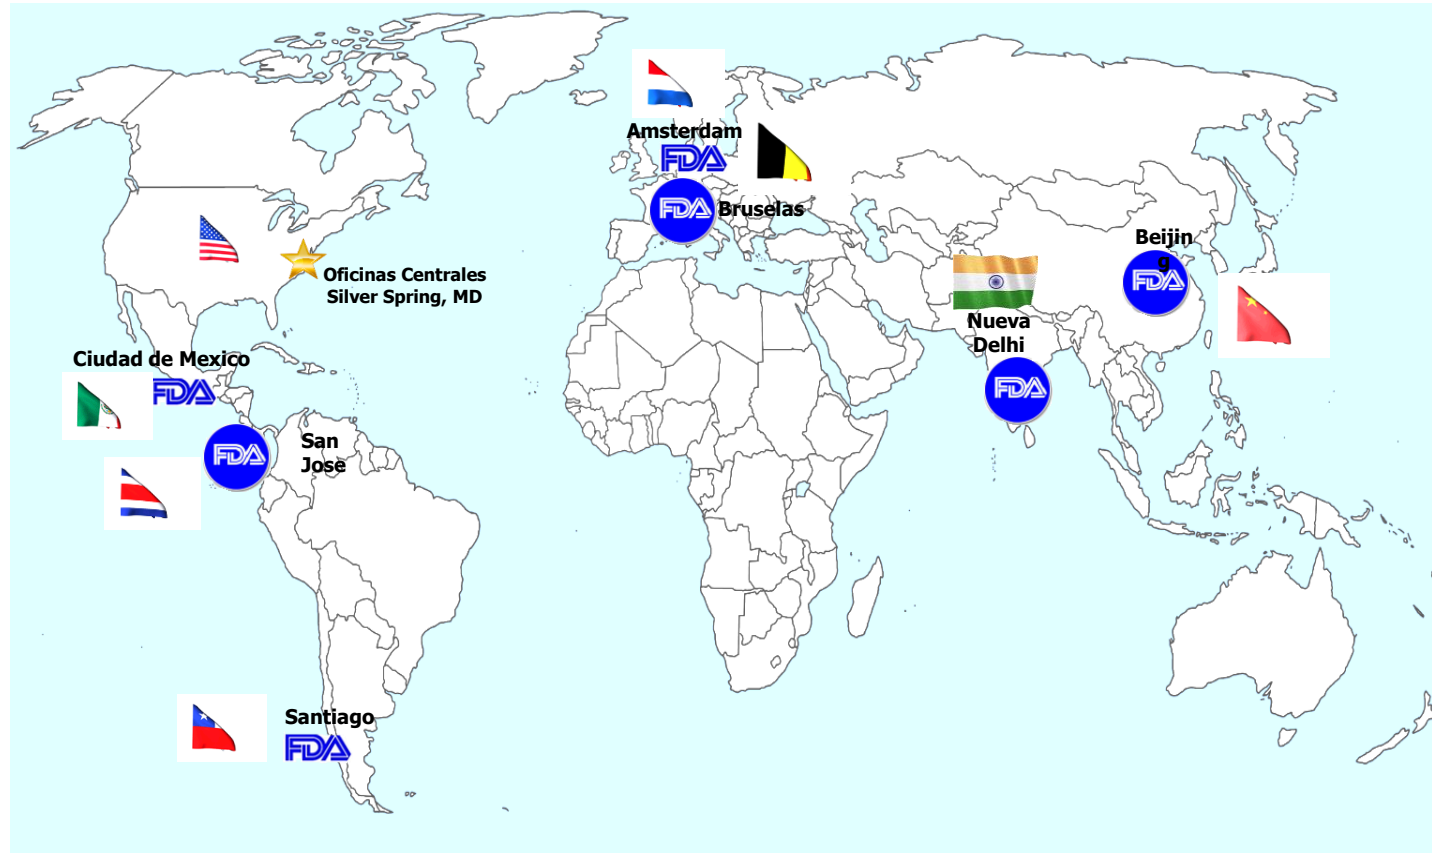 Amsterdam
FDA
FDA
Bruselas
Beijin
g
FDA
Oficinas Centrales
Silver Spring, MD
Nueva
Delhi
FDA
Ciudad de Mexico
FDA
San
Jose
FDA
Santiago
FDA